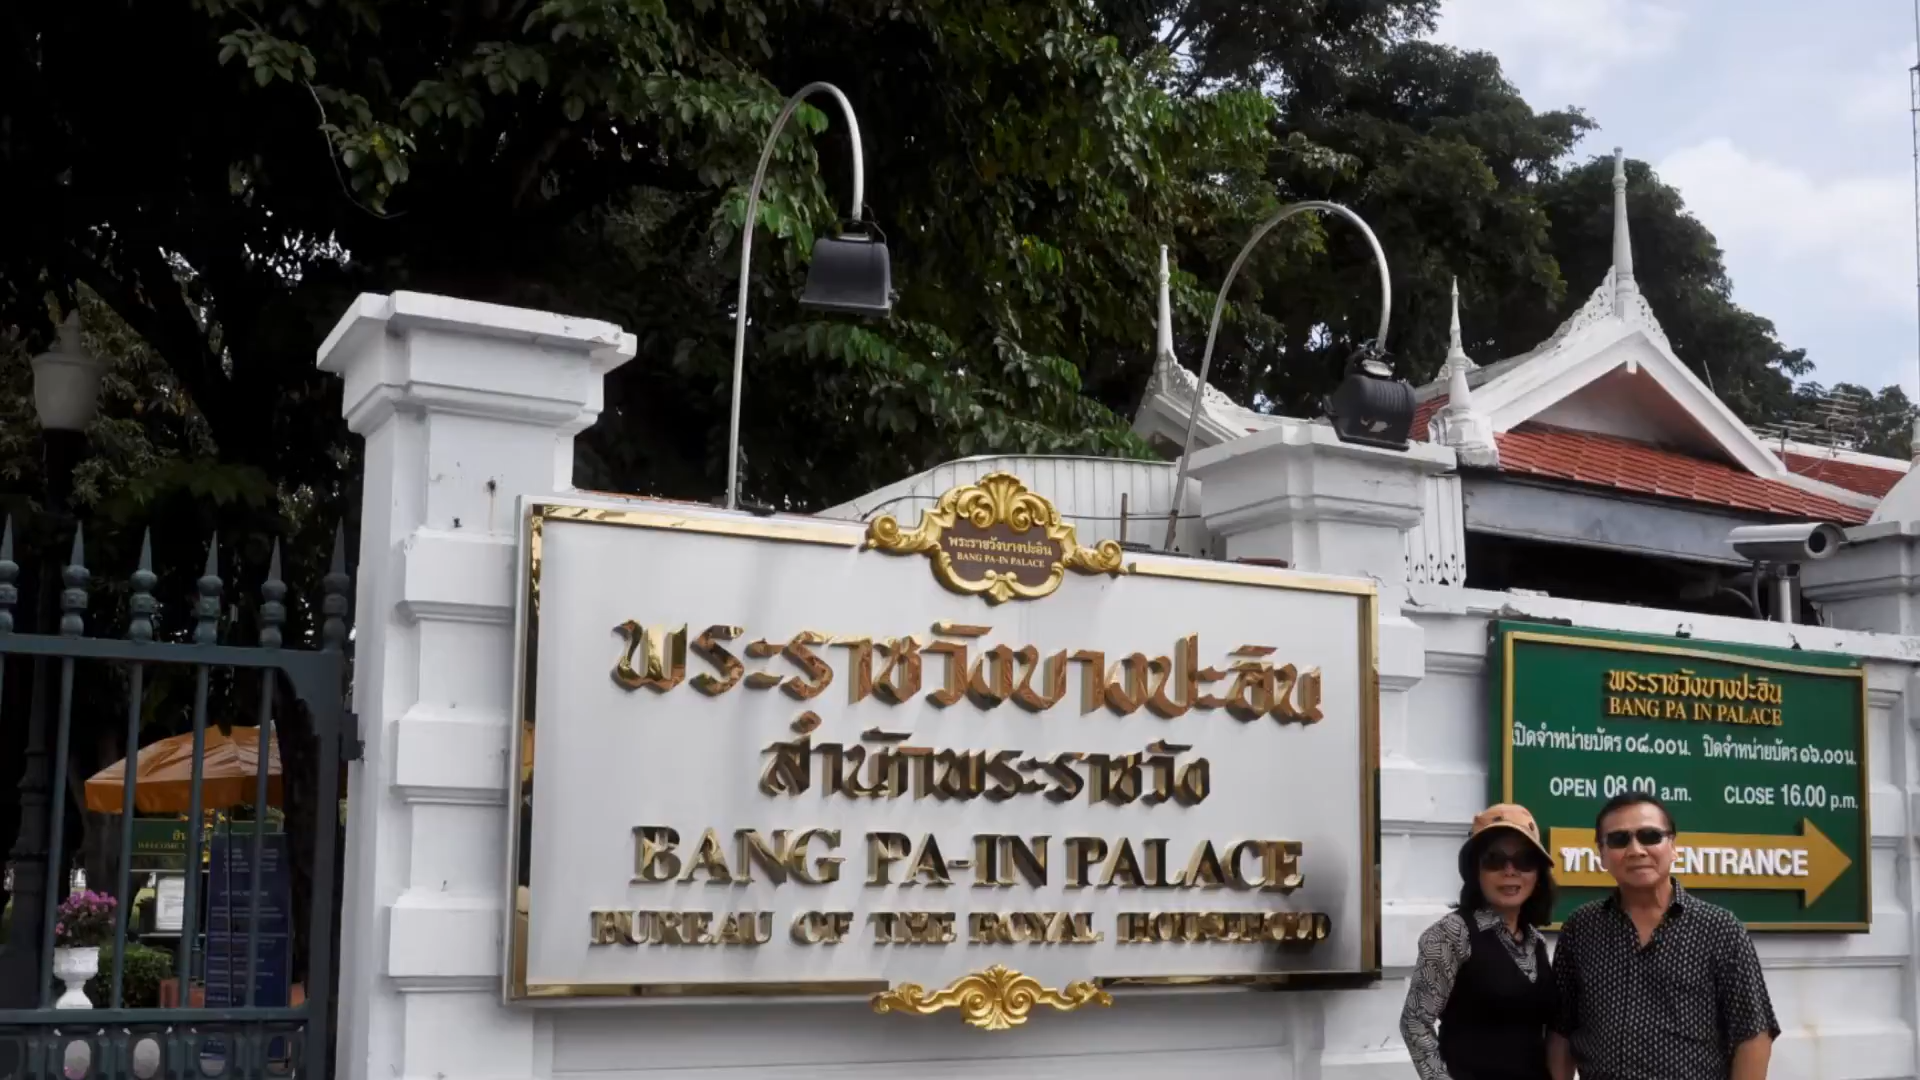 พระราชวังบางปะอิน
BANG PA-IN PALACE
พระราชวังบางปะอิน
สำนักพระราชวัง
BANG PA-IN PALACE
BUREAU OF THE ROYAL HOUSEHOLD
พระราชวังบางปะอิน
BANG PA IN PALACE
เปิดจำหน่ายบัตร ๐๘.๐๐น. ปิดจำหน่ายบัตร ๑๖.๐๐น.
OPEN 08.00 a.m. CLOSE 16.00 p.m.
ENTRANCE
WELCOME